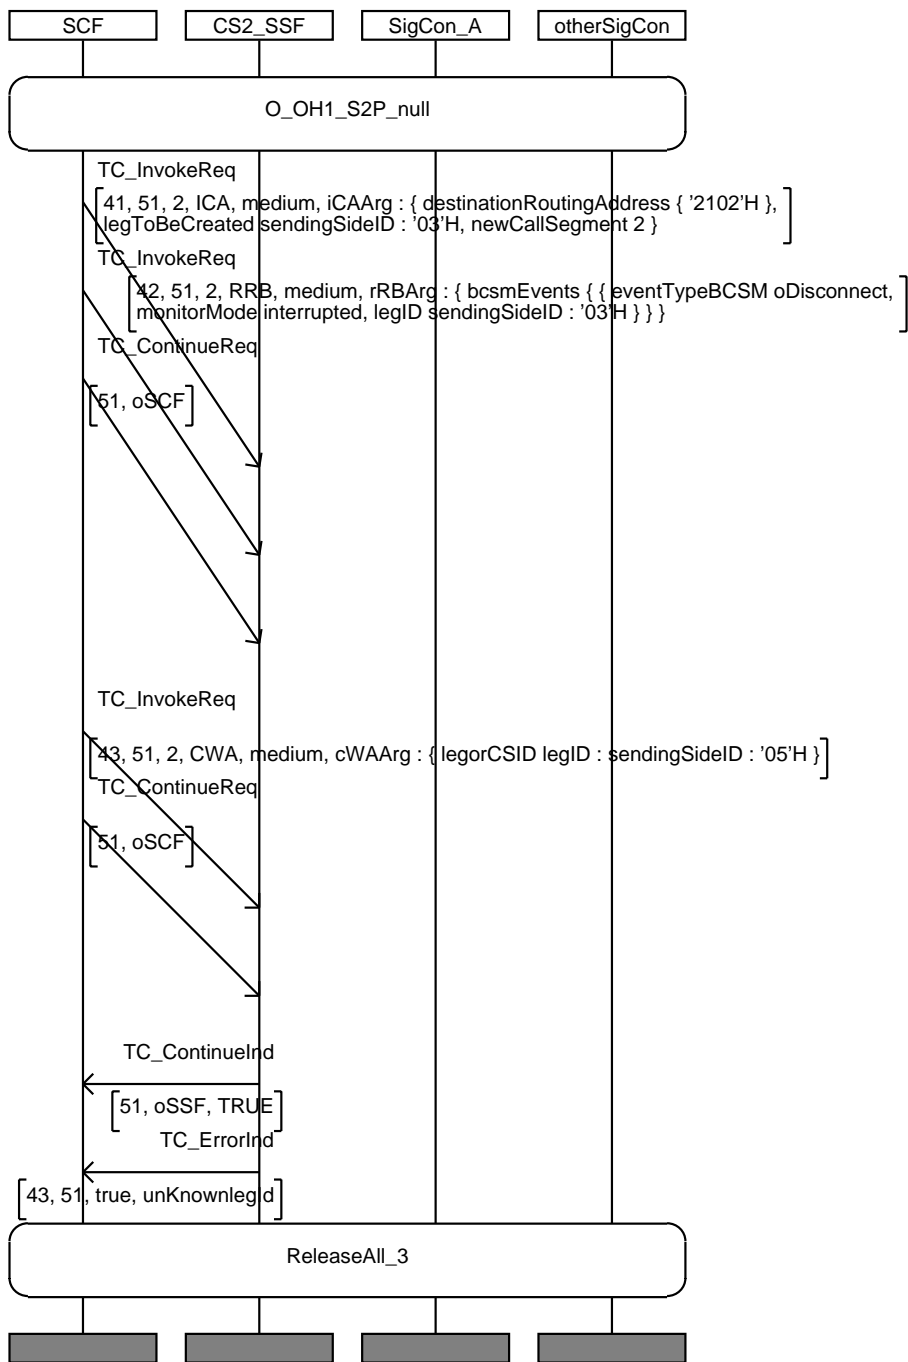 SCF CS2_SSF SigCon_A otherSigCon
O_OH1_S2P_null
TC_InvokeReq
41, 51, 2, ICA, medium, iCAArg : { destinationRoutingAddress { '2102'H },
legToBeCreated sendingSideID : '03'H, newCallSegment 2 }
TC_InvokeReq
42, 51, 2, RRB, medium, rRBArg : { bcsmEvents { { eventTypeBCSM oDisconnect,
monitorMode interrupted, legID sendingSideID : '03'H } } }
TC_ContinueReq
51, oSCF
TC_InvokeReq
43, 51, 2, CWA, medium, cWAArg : { legorCSID legID : sendingSideID : '05'H }
TC_ContinueReq
51, oSCF
TC_ContinueInd
51, oSSF, TRUE
TC_ErrorInd
43, 51, true, unKnownlegId
ReleaseAll_3